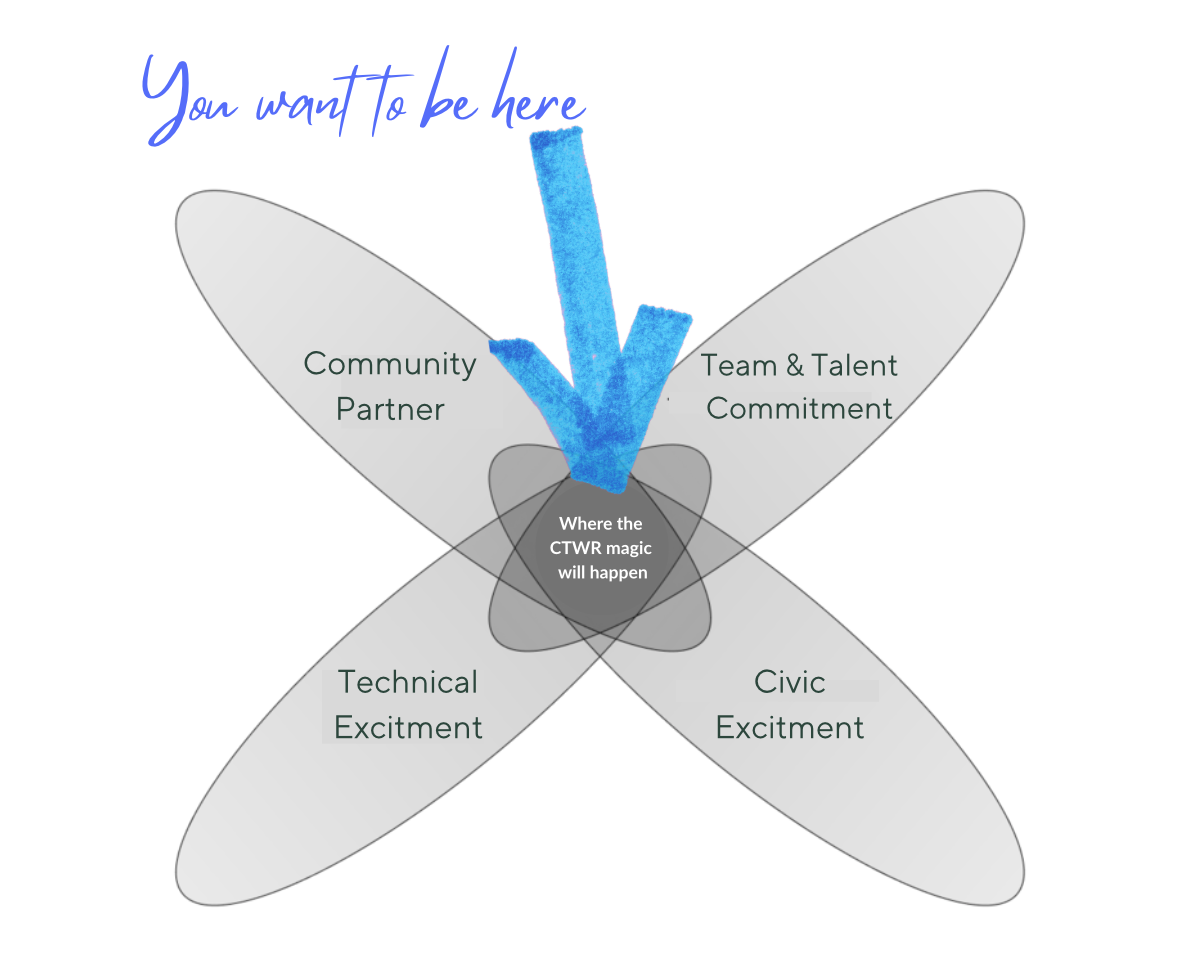 You want to be here
Community
Partner
Team & Talent
Commitment
Where the
CTWR magic
will happen
Technical
Excitment
Civic
Excitment